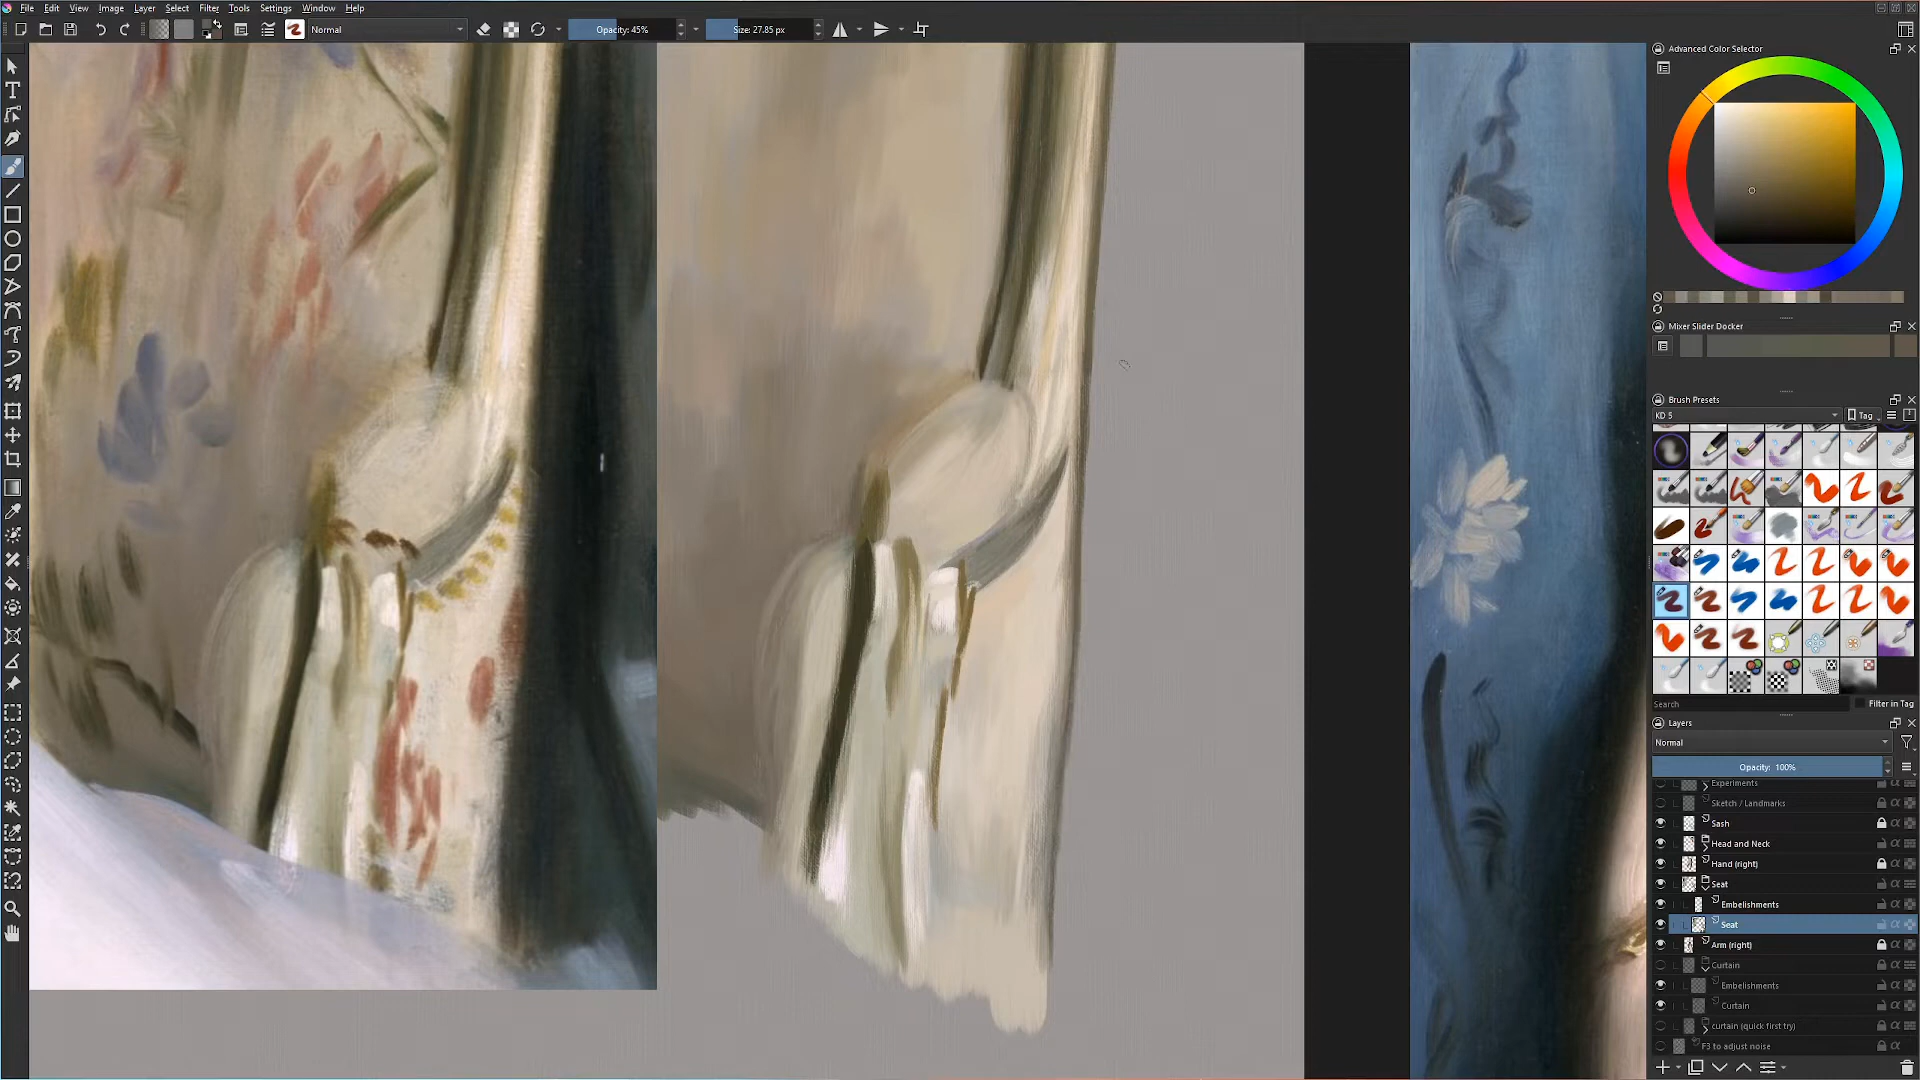 File Edit View Image Layer Select Filter Tools Settings Window Help
Normal
Opacity: 45%
Size: 27.85 px
Advanced Color Selector
Mixer Slider Docker
Brush Presets
KD 5
Tag
Search
Filter in Tag
Layers
Normal
Opacity: 100%
Experiments
Sketch / Landmarks
Sash
Head and Neck
Hand (right)
Seat
Embelishments
Seat
Arm (right)
Curtain
Embelishments
Curtain
curtain (quick first try)
F3 to adjust noise